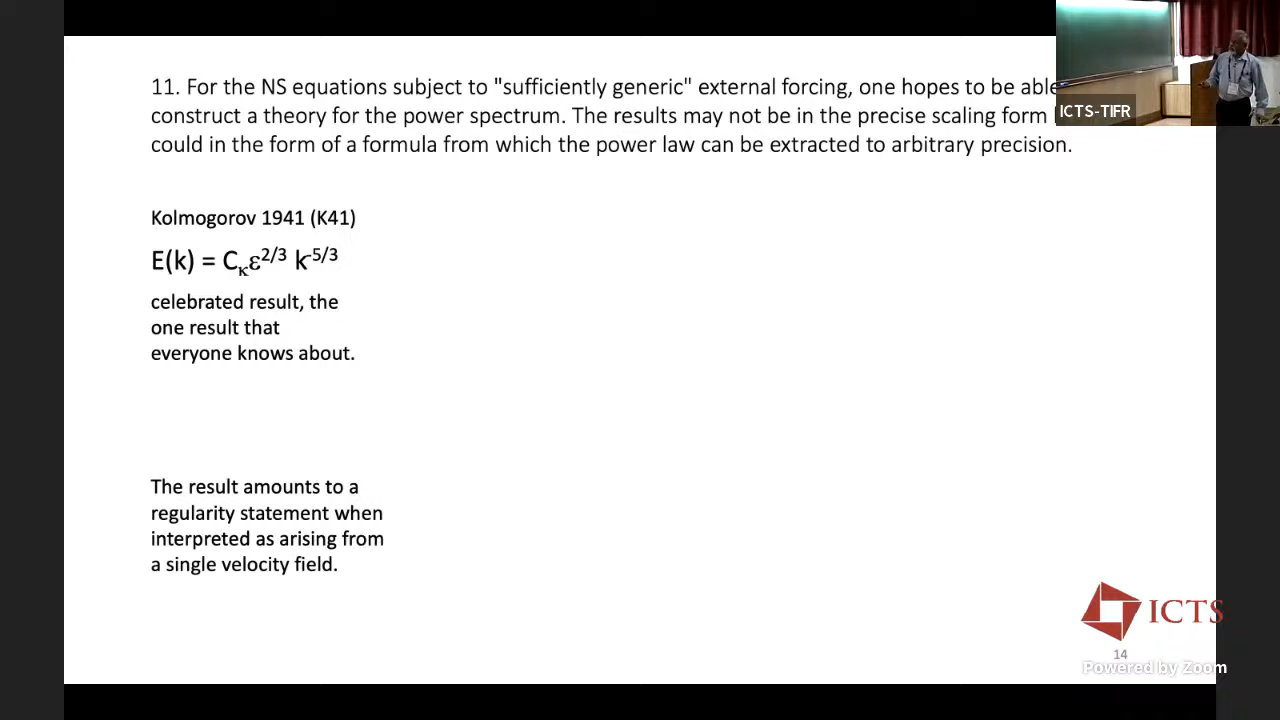 11. For the NS equations subject to "sufficiently generic" external forcing, one hopes to be able
construct a theory for the power spectrum. The results may not be in the precise scaling form
could in the form of a formula from which the power law can be extracted to arbitrary precision.
ICTS-TIFR
Kolmogorov 1941 (K41)
E(k) = Cκε^2/3 k^-5/3
celebrated result, the
one result that
everyone knows about.
The result amounts to a
regularity statement when
interpreted as arising from
a single velocity field.
ICTS
14
Powered by Zoom